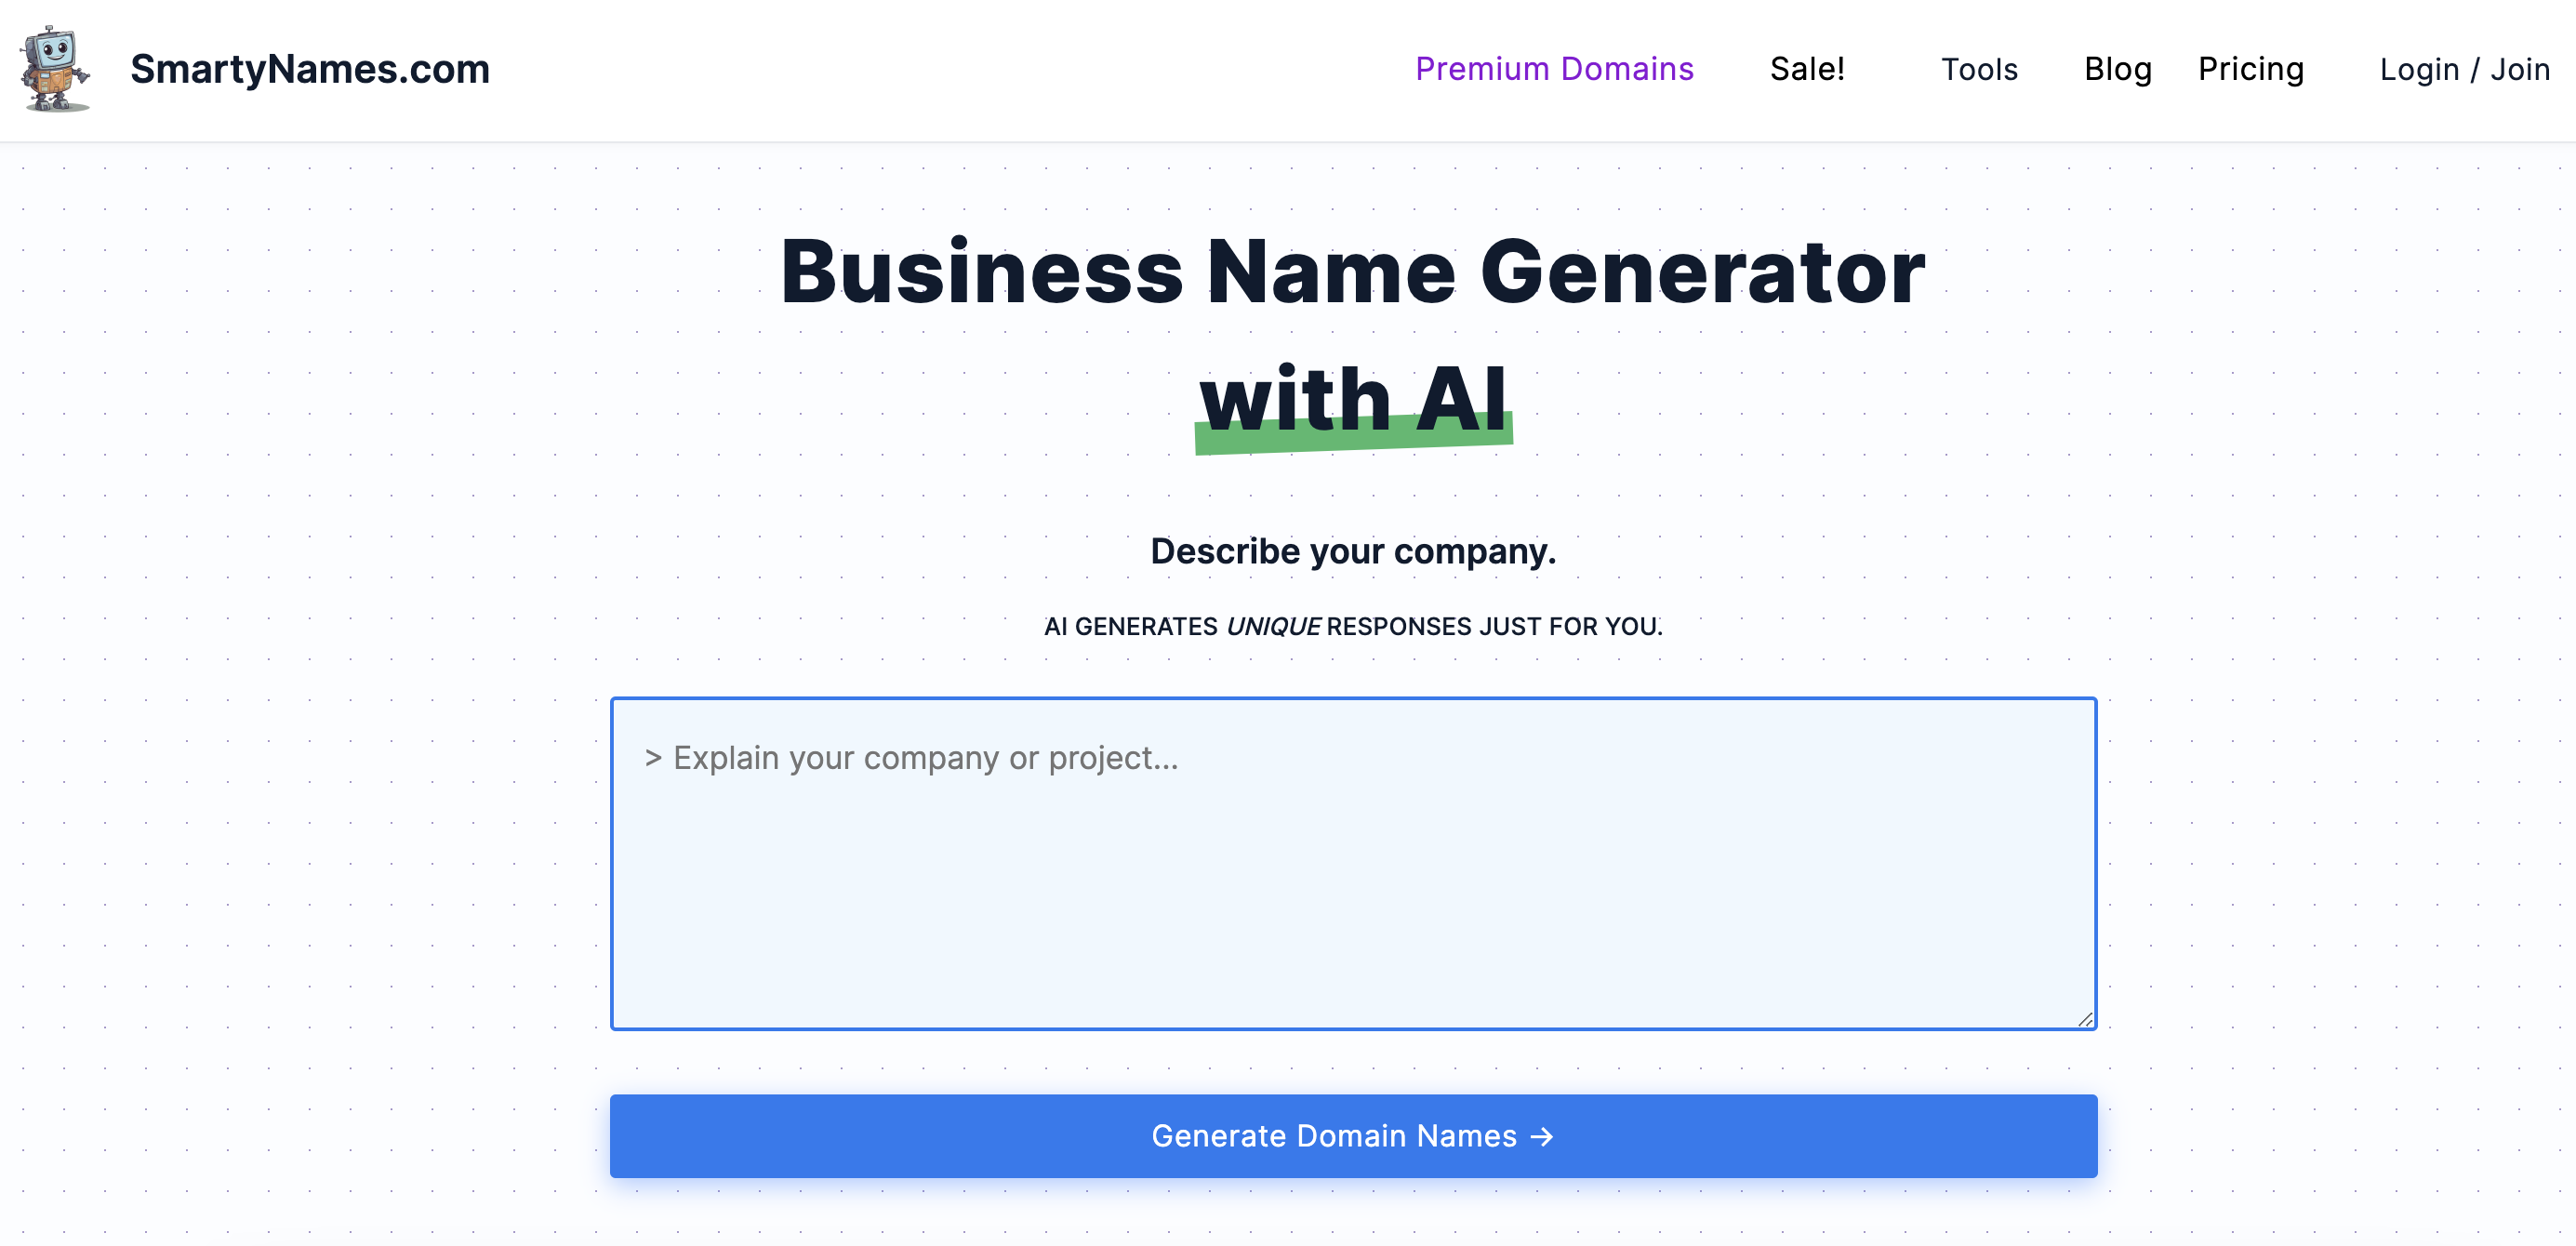 SmartyNames.com
Premium Domains Sale! Tools Blog Pricing Login / Join
Business Name Generator
with AI
Describe your company.
AI GENERATES UNIQUE RESPONSES JUST FOR YOU.
> Explain your company or project...
Generate Domain Names →